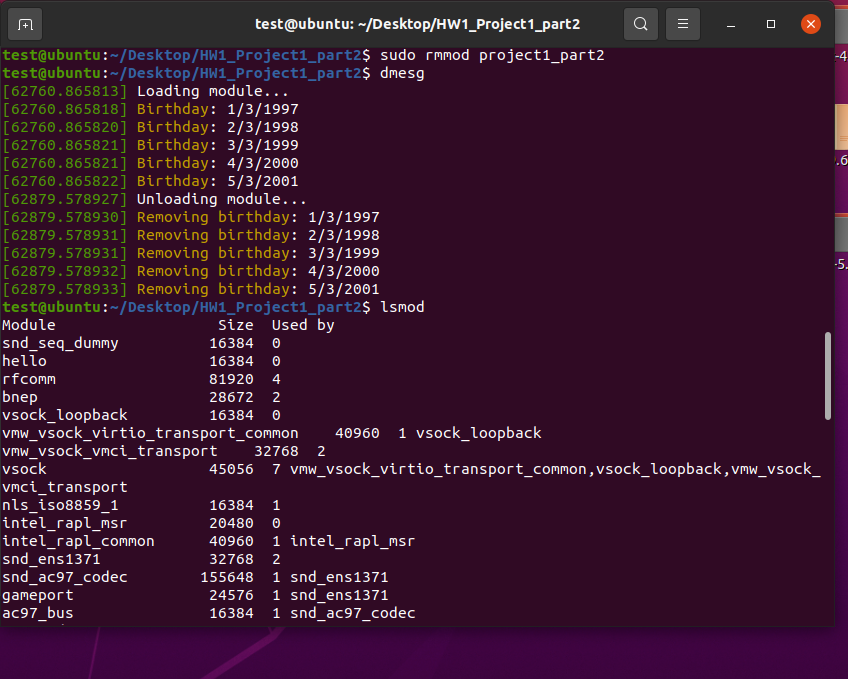 test@ubuntu: ~/Desktop/HW1_Project1_part2
test@ubuntu:~/Desktop/HW1_Project1_part2$ sudo rmmod project1_part2
test@ubuntu:~/Desktop/HW1_Project1_part2$ dmesg
[62760.865813] Loading module...
[62760.865818] Birthday: 1/3/1997
[62760.865820] Birthday: 2/3/1998
[62760.865821] Birthday: 3/3/1999
[62760.865821] Birthday: 4/3/2000
[62760.865822] Birthday: 5/3/2001
[62879.578927] Unloading module...
[62879.578930] Removing birthday: 1/3/1997
[62879.578931] Removing birthday: 2/3/1998
[62879.578931] Removing birthday: 3/3/1999
[62879.578932] Removing birthday: 4/3/2000
[62879.578933] Removing birthday: 5/3/2001
test@ubuntu:~/Desktop/HW1_Project1_part2$ lsmod
Module                  Size  Used by
snd_seq_dummy          16384  0
hello                  16384  0
rfcomm                 81920  4
bnep                   28672  2
vsock_loopback         16384  0
vmw_vsock_virtio_transport_common    40960  1 vsock_loopback
vmw_vsock_vmci_transport    32768  2
vsock                  45056  7 vmw_vsock_virtio_transport_common,vsock_loopback,vmw_vsock_
vmci_transport
nls_iso8859_1          16384  1
intel_rapl_msr         20480  0
intel_rapl_common      40960  1 intel_rapl_msr
snd_ens1371            32768  2
snd_ac97_codec        155648  1 snd_ens1371
gameport               24576  1 snd_ens1371
ac97_bus               16384  1 snd_ac97_codec